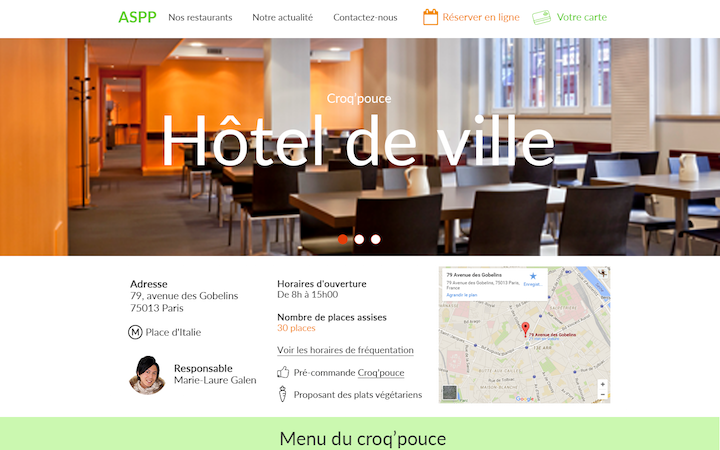 ASPP Nos restaurants Notre actualité Contactez-nous Réserver en ligne Votre carte
Croq'pouce
Hôtel de ville
Adresse
79, avenue des Gobelins
75013 Paris
M Place d'Italie
Responsable
Marie-Laure Galen
Horaires d'ouverture
De 8h à 15h00
Nombre de places assises
30 places
Voir les horaires de fréquentation
Pré-commande Croq'pouce
Proposant des plats végétariens
79 Avenue des Gobelins
79 Avenue des Gobelins, 75013 Paris,
France
Enregist...
Agrandir le plan
79 Avenue des Gobelins
Google
Menu du croq'pouce